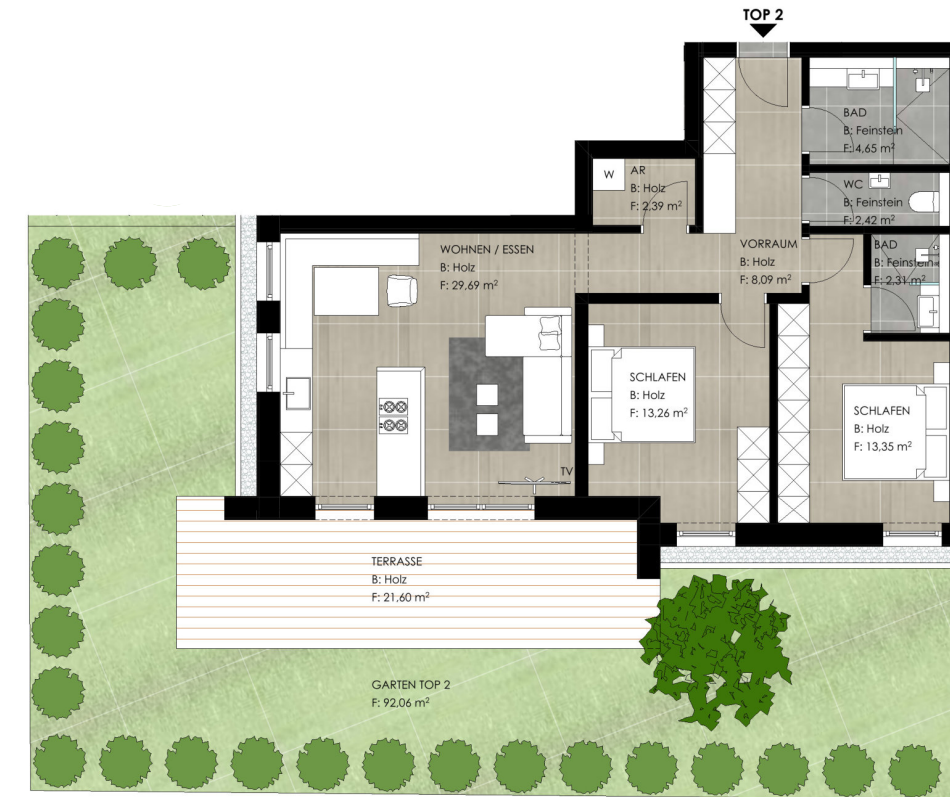 TOP 2
BAD
B: Feinstein
F: 4,65 m²
W
AR
B: Holz
F: 2,39 m²
WC
B: Feinstein
F: 2,42 m²
WOHNEN / ESSEN
B: Holz
F: 29,69 m²
VORRAUM
B: Holz
F: 8,09 m²
BAD
B: Feinstein
F: 2,31 m²
SCHLAFEN
B: Holz
F: 13,26 m²
SCHLAFEN
B: Holz
F: 13,35 m²
TV
TERRASSE
B: Holz
F: 21,60 m²
GARTEN TOP 2
F: 92,06 m²